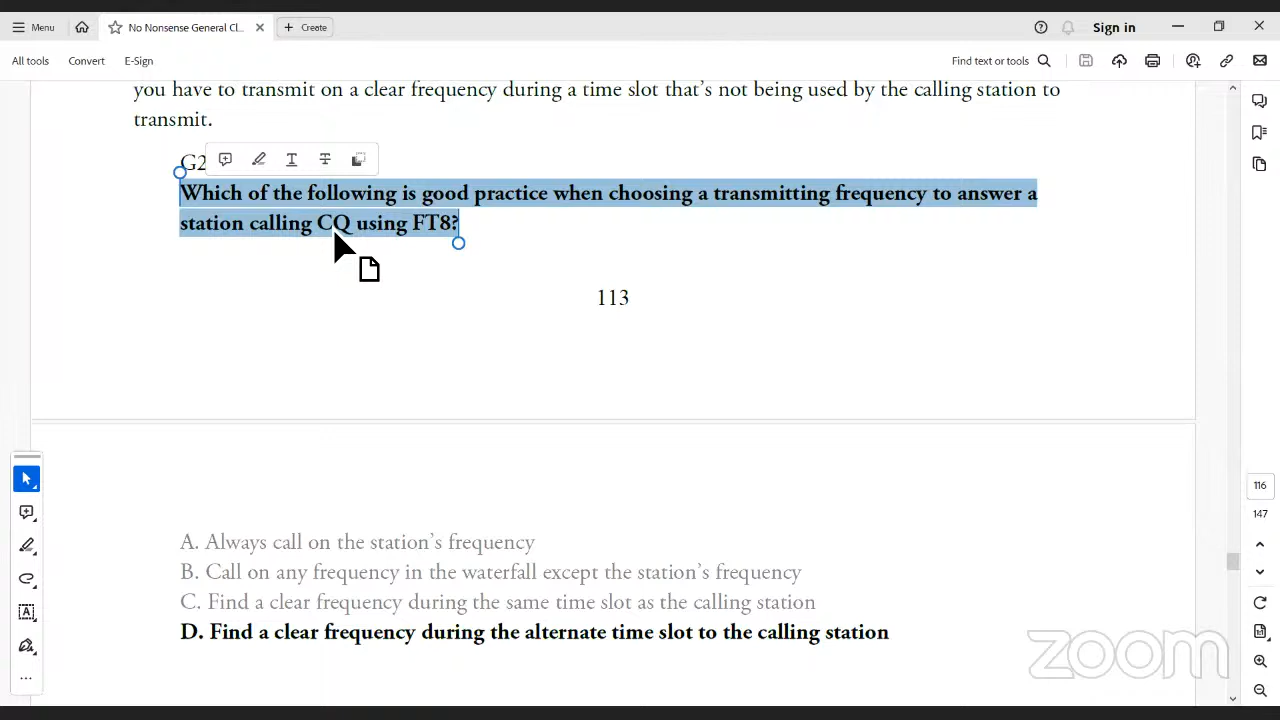 Menu
No Nonsense General Cl...
Create
Sign in
All tools
Convert
E-Sign
Find text or tools
you have to transmit on a clear frequency during a time slot that's not being used by the calling station to
transmit.
G2
Which of the following is good practice when choosing a transmitting frequency to answer a
station calling CQ using FT8?
113
A. Always call on the station's frequency
B. Call on any frequency in the waterfall except the station's frequency
C. Find a clear frequency during the same time slot as the calling station
D. Find a clear frequency during the alternate time slot to the calling station
116
147
zoom